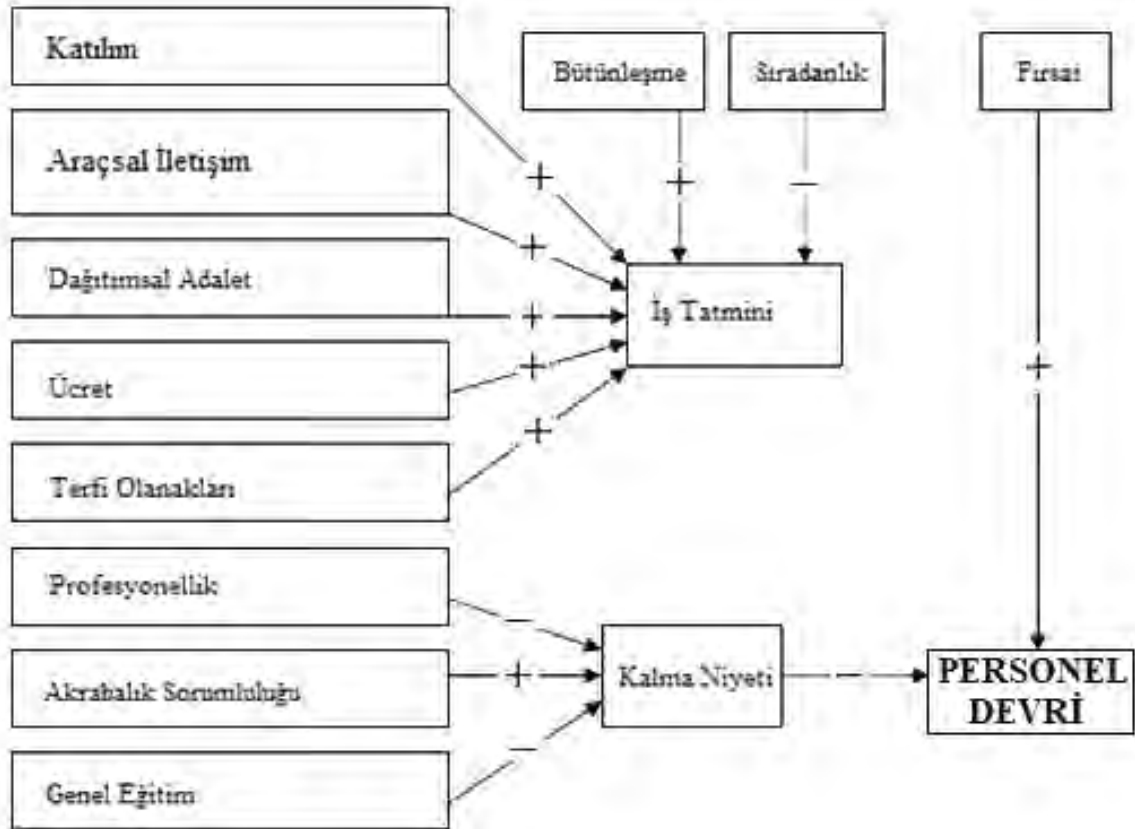 Katılım
Bütünleşme
Sıradanlık
Fırsat
Araçsal İletişim
+
+
+
−
Dağıtımsal Adalet
+
İş Tatmini
Ücret
+
+
+
Terfi Olanakları
Profesyonellik
−
Akrabalık Sorumluluğu
+
Kalma Niyeti
−
PERSONEL
DEVRİ
Genel Eğitim
−